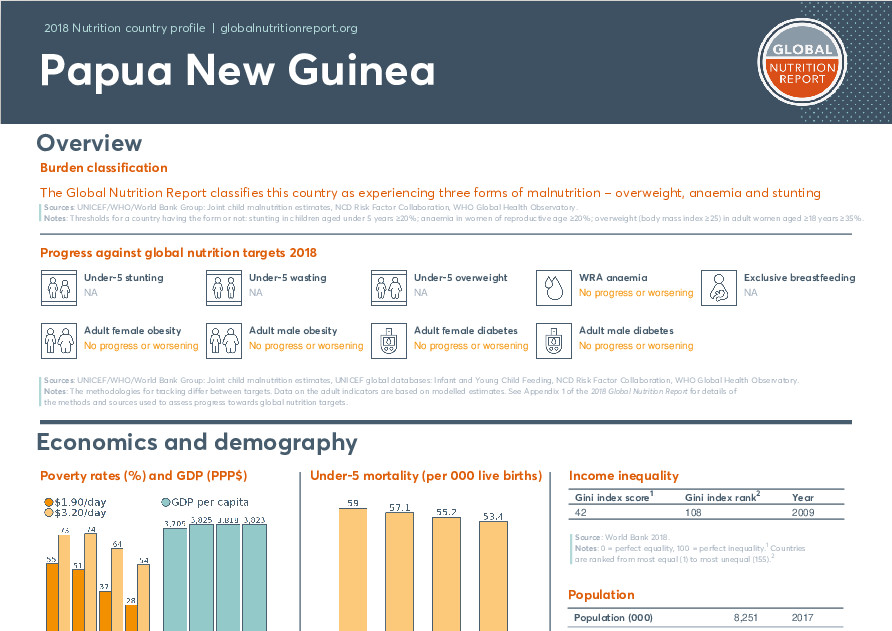 2018 Nutrition country profile | globalnutritionreport.org
Papua New Guinea
GLOBAL
NUTRITION
REPORT
Overview
Burden classification
The Global Nutrition Report classifies this country as experiencing three forms of malnutrition – overweight, anaemia and stunting
Sources: UNICEF/WHO/World Bank Group: Joint child malnutrition estimates, NCD Risk Factor Collaboration, WHO Global Health Observatory.
Notes: Thresholds for a country having the form or not: stunting in children aged under 5 years ≥20%; anaemia in women of reproductive age ≥20%; overweight (body mass index ≥25) in adult women aged ≥18 years ≥35%.
Progress against global nutrition targets 2018
Under-5 stunting
NA
Under-5 wasting
NA
Under-5 overweight
NA
WRA anaemia
No progress or worsening
Exclusive breastfeeding
NA
Adult female obesity
No progress or worsening
Adult male obesity
No progress or worsening
Adult female diabetes
No progress or worsening
Adult male diabetes
No progress or worsening
Sources: UNICEF/WHO/World Bank Group: Joint child malnutrition estimates, UNICEF global databases: Infant and Young Child Feeding, NCD Risk Factor Collaboration, WHO Global Health Observatory.
Notes: The methodologies for tracking differ between targets. Data on the adult indicators are based on modelled estimates. See Appendix 1 of the 2018 Global Nutrition Report for details of
the methods and sources used to assess progress towards global nutrition targets.
Economics and demography
Poverty rates (%) and GDP (PPP$)
$1.90/day
$3.20/day
GDP per capita
55 73 51 74 37 64 28 54
3,705 3,825 3,818 3,823
Under-5 mortality (per 000 live births)
59 57.1 55.2 53.4
Income inequality
Gini index score1 Gini index rank2 Year
42 108 2009
Source: World Bank 2018.
Notes: 0 = perfect equality, 100 = perfect inequality.1 Countries
are ranked from most equal (1) to most unequal (155).2
Population
Population (000) 8,251 2017